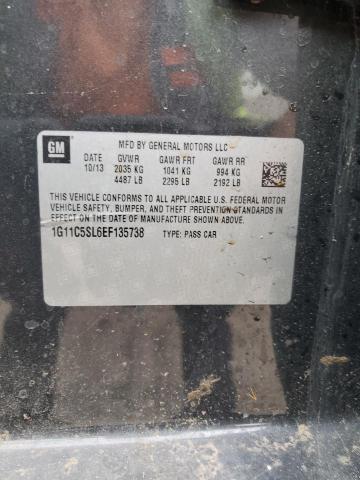 GM
MFD BY GENERAL MOTORS LLC
DATE GVWR GAWR FRT GAWR RR
10/13 2035 KG 1041 KG 994 KG
4487 LB 2295 LB 2192 LB
THIS VEHICLE CONFORMS TO ALL APPLICABLE U.S. FEDERAL MOTOR
VEHICLE SAFETY, BUMPER, AND THEFT PREVENTION STANDARDS IN
EFFECT ON THE DATE OF MANUFACTURE SHOWN ABOVE.
1G11C5SL6EF135738 TYPE: PASS CAR